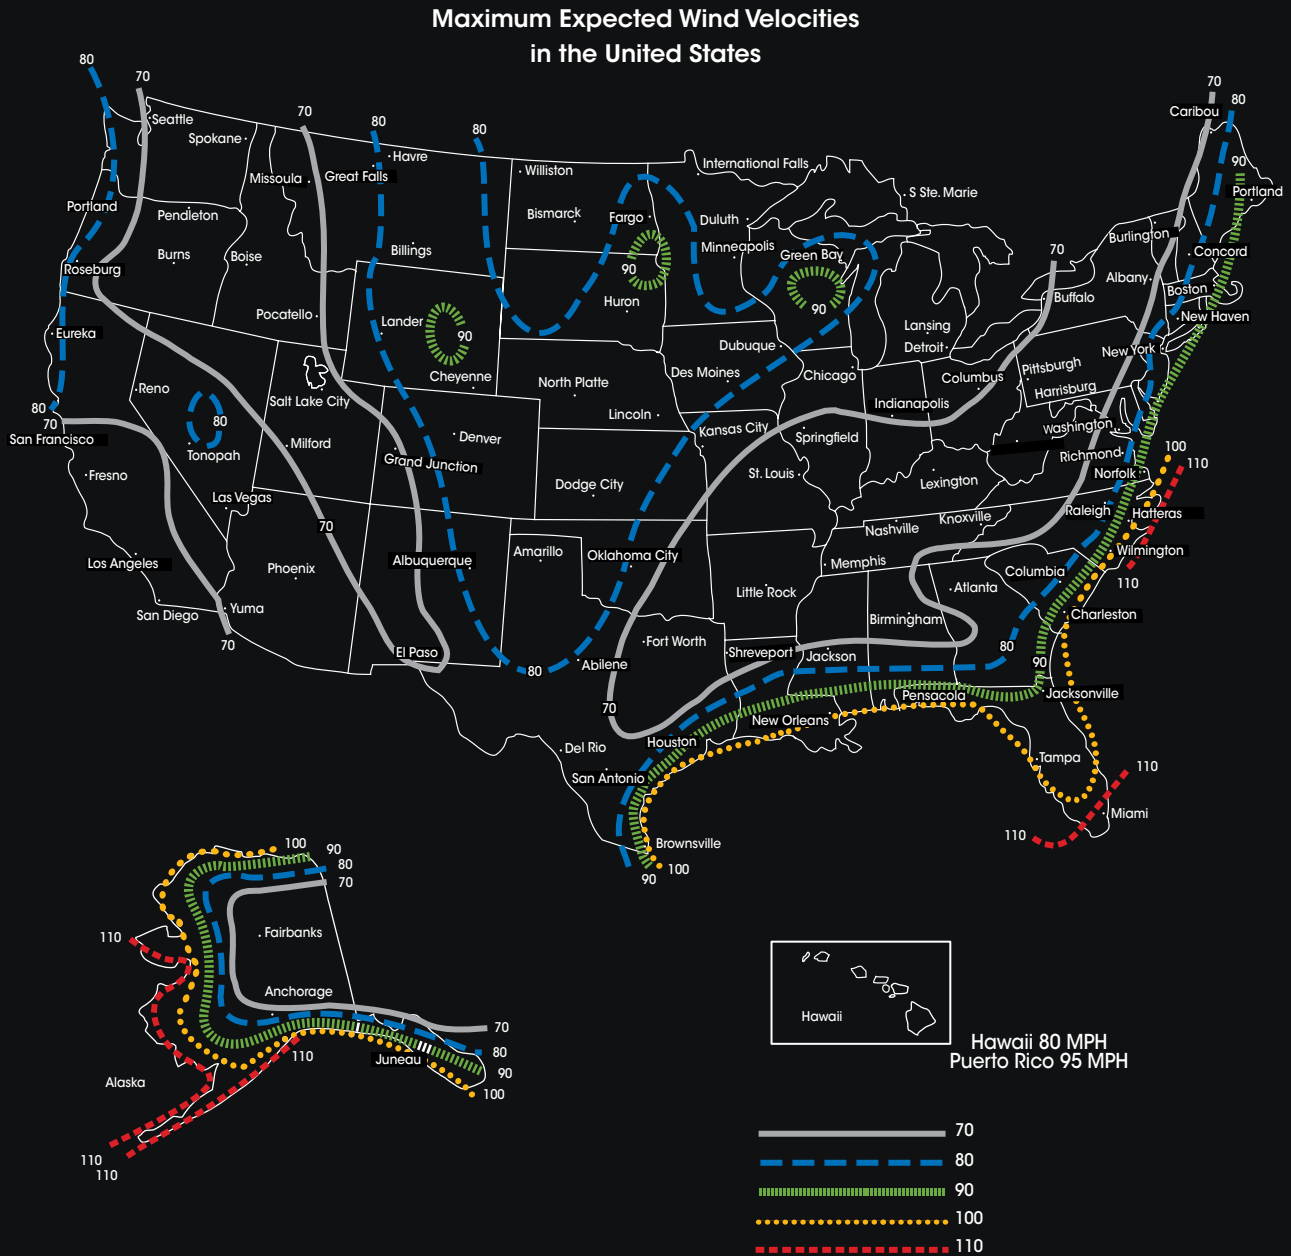 Maximum Expected Wind Velocities
in the United States
80
70
70
80
80
70
80
Caribou
Seattle
Spokane
Havre
Missoula
Great Falls
Williston
International Falls
S Ste. Marie
90
Portland
Portland
Pendleton
Bismarck
Fargo
Duluth
Burlington
Burns
Boise
Billings
Minneapolis
Green Bay
70
Concord
Roseburg
90
Albany
Boston
Buffalo
Huron
90
New Haven
Pocatello
Lander
90
Eureka
Lansing
Detroit
Dubuque
New York
Cheyenne
Des Moines
Chicago
Columbus
Pittsburgh
Harrisburg
Reno
Salt Lake City
North Platte
Indianapolis
80
70
80
Lincoln
San Francisco
Tonopah
Milford
Denver
Kansas City
Springfield
Washington
100
110
Richmond
Fresno
Grand Junction
St. Louis
Lexington
Norfolk
Las Vegas
Dodge City
Raleigh
Hatteras
70
Nashville
Knoxville
Los Angeles
Phoenix
Albuquerque
Amarillo
Oklahoma City
Memphis
Wilmington
Columbia
110
San Diego
Yuma
Little Rock
Atlanta
Charleston
70
Birmingham
El Paso
Fort Worth
Shreveport
Jackson
80
80
Abilene
90
70
Pensacola
Jacksonville
New Orleans
Del Rio
Houston
Tampa
110
San Antonio
Miami
110
Brownsville
100
90
100
90
80
70
110
Fairbanks
Anchorage
70
110
Juneau
80
90
100
Alaska
110
110
Hawaii
Hawaii 80 MPH
Puerto Rico 95 MPH
70
80
90
100
110